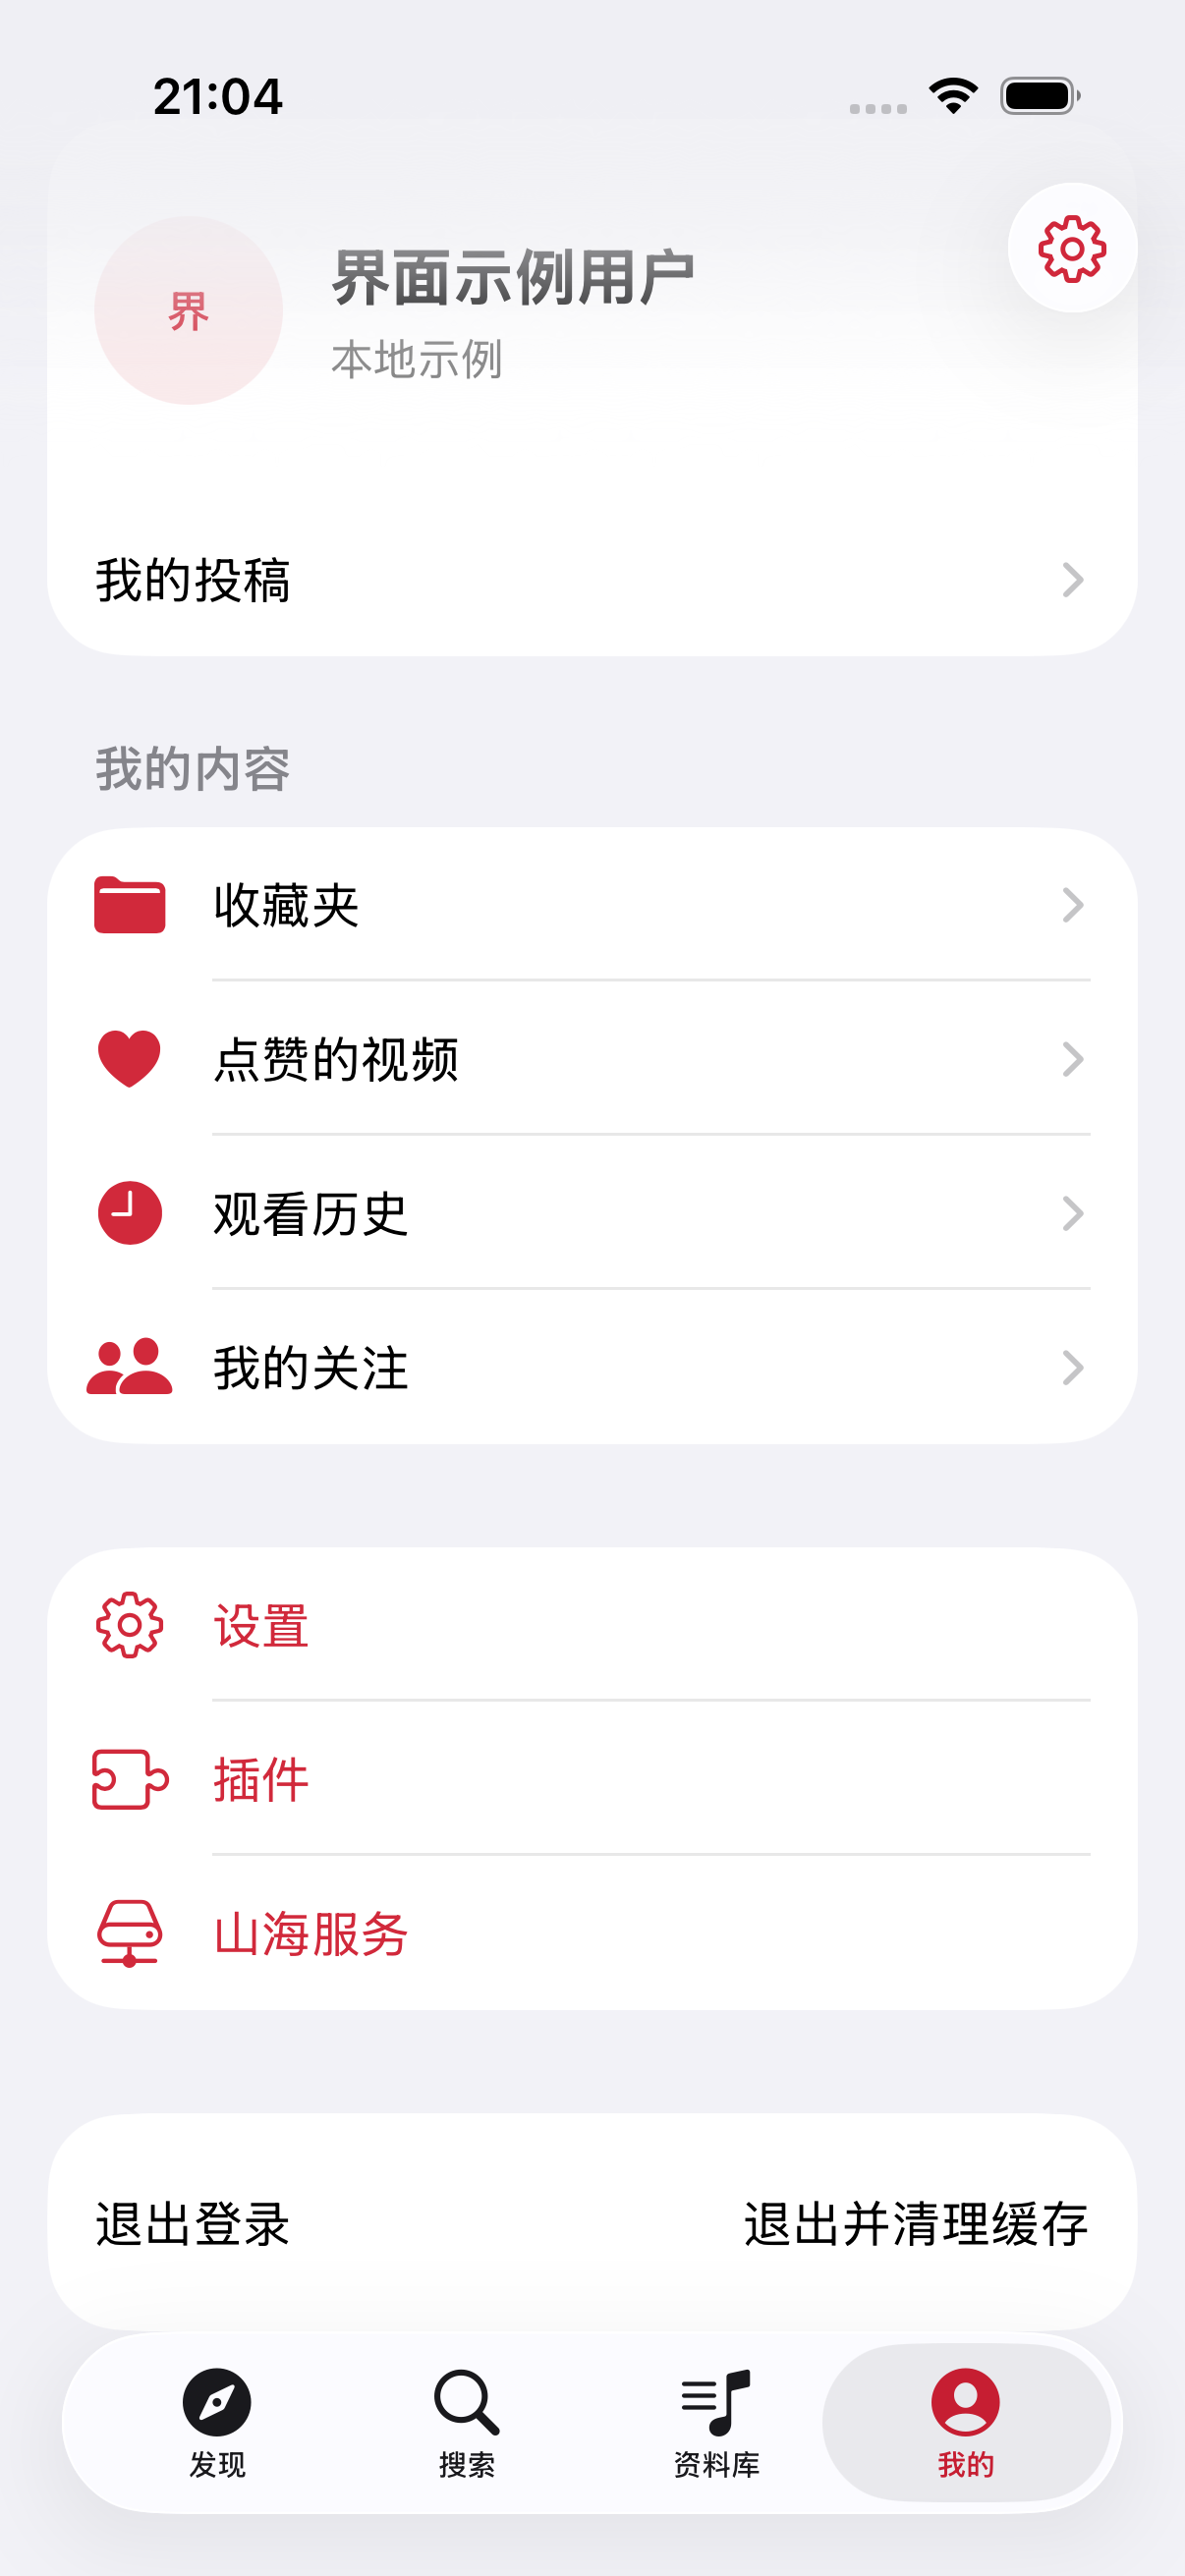 21:04
界
界面示例用户
本地示例
我的投稿
我的内容
收藏夹
点赞的视频
观看历史
我的关注
设置
插件
山海服务
退出登录 退出并清理缓存
发现 搜索 资料库 我的